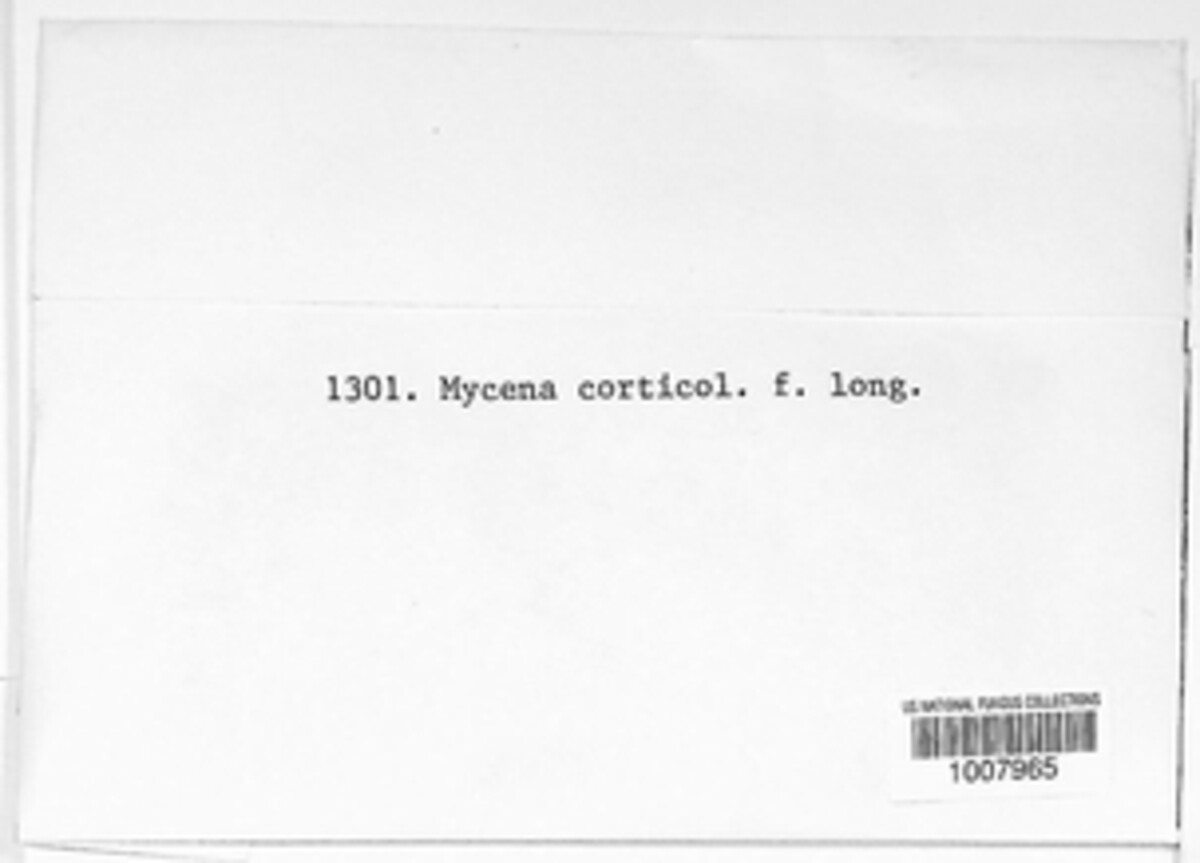 1301. Mycena corticol. f. long.
US NATIONAL FUNGUS COLLECTIONS
1007965